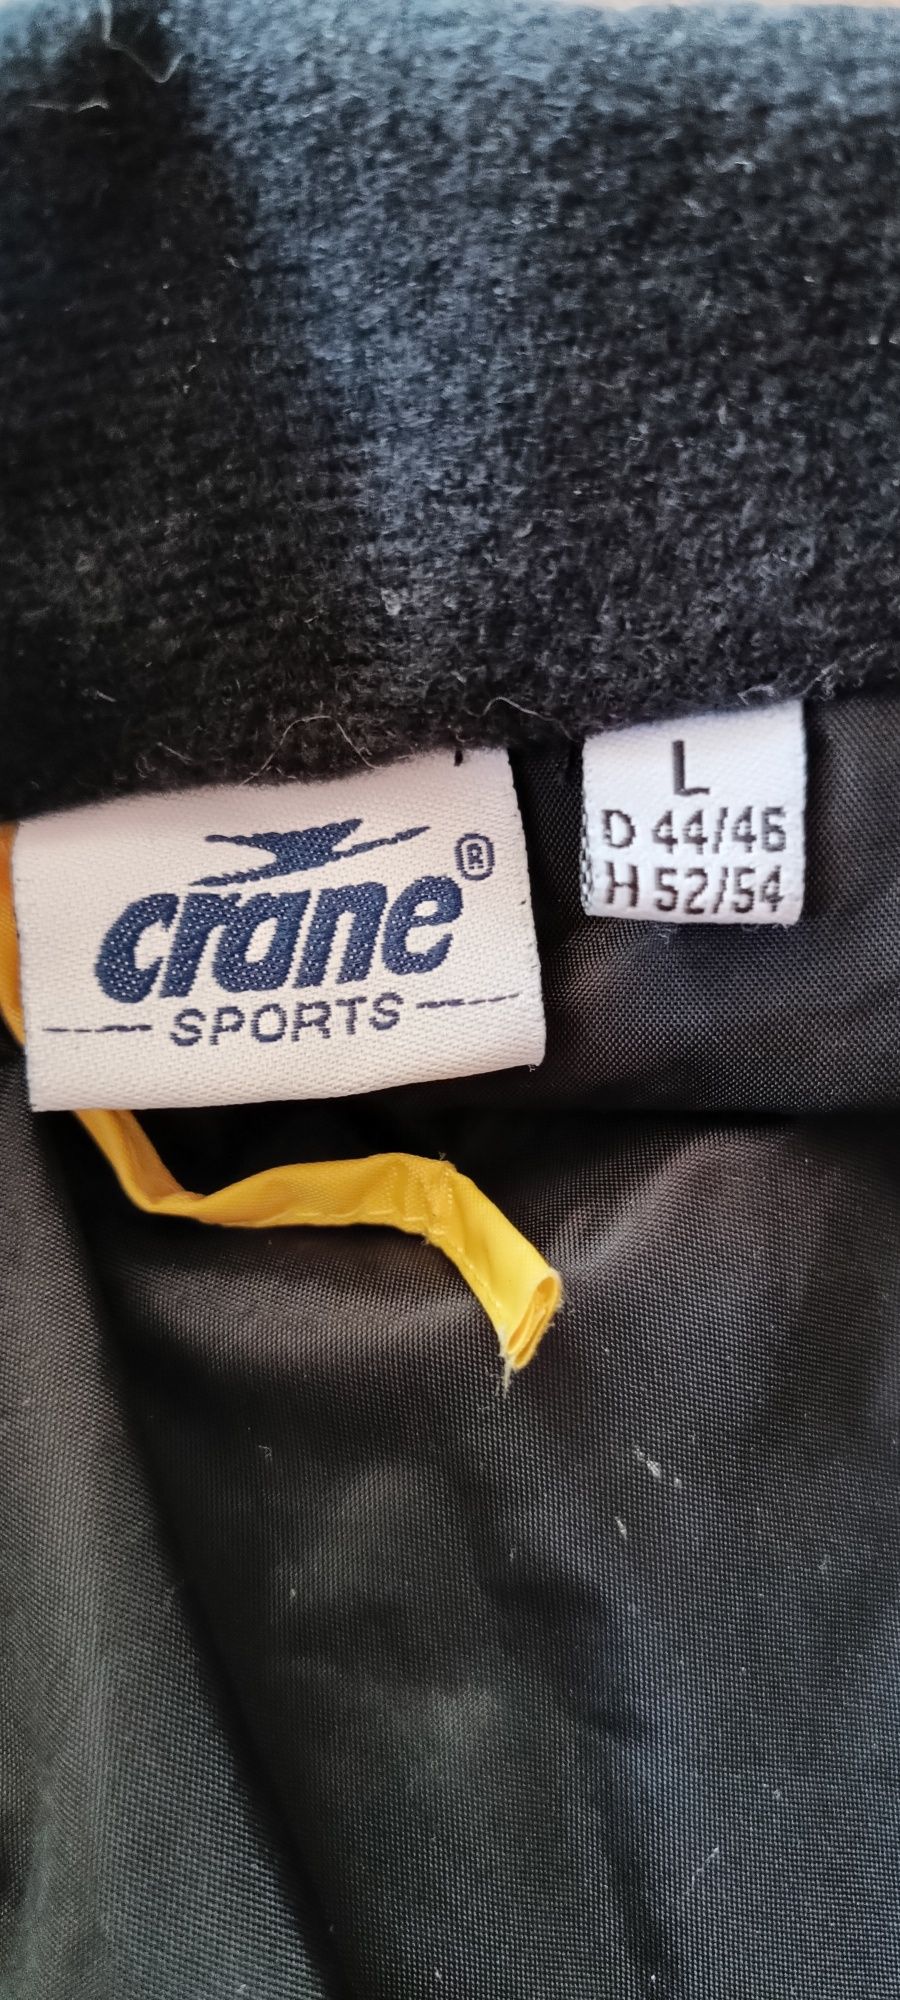 crane®
SPORTS
L
D 44/46
H 52/54